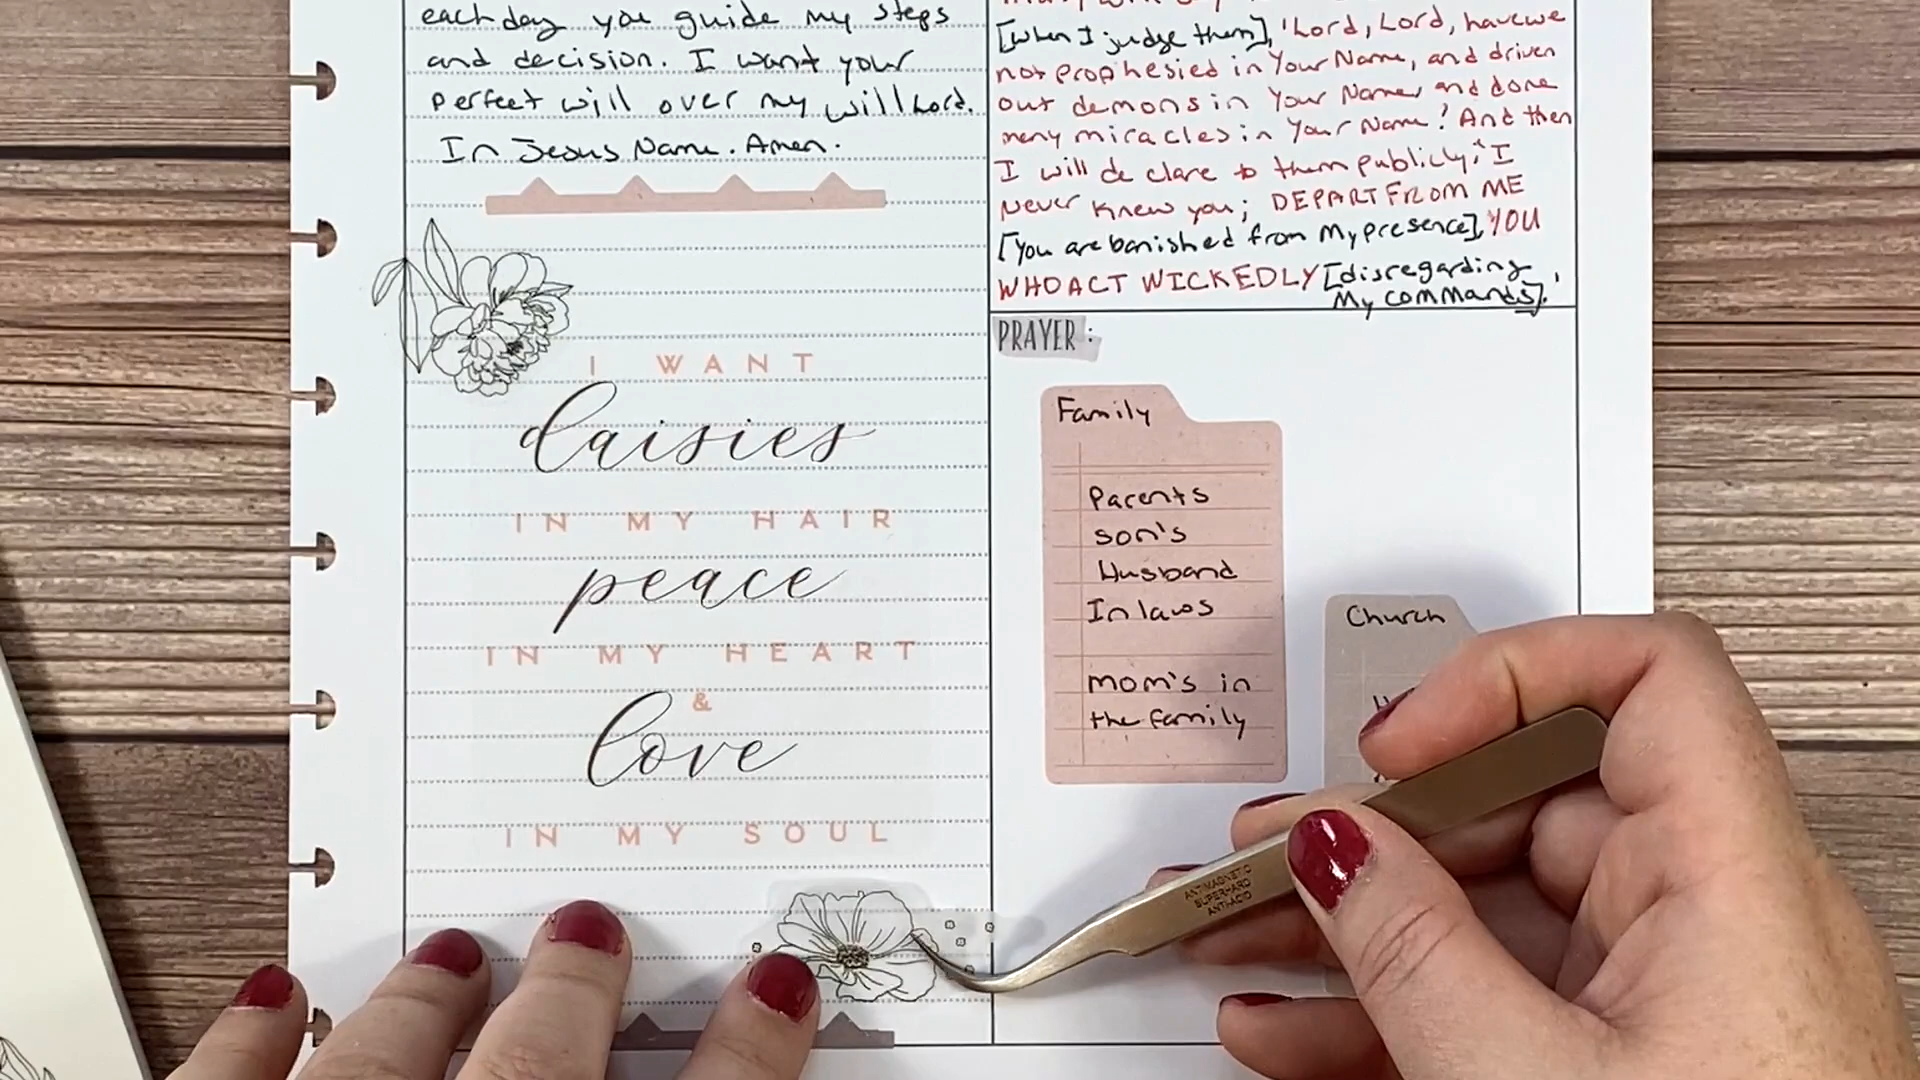 each day you guide my steps
and decision. I want your
perfect will over my will Lord.
In Jesus Name. Amen.
I WANT
daisies
IN MY HAIR
peace
IN MY HEART
&
love
IN MY SOUL
[when I judge them], 'Lord, Lord, have we
not prophesied in Your Name, and driven
out demons in Your Name and done
many miracles in Your Name? And then
I will declare to them publicly, 'I
never knew you; DEPART FROM ME
[you are banished from My presence], YOU
WHO ACT WICKEDLY [disregarding
My commands].'
PRAYER:
Family
Parents
son's
Husband
In laws
mom's in
the family
Church
ANTIMAGNETIC
SUPERHARD
ANTI-ACID